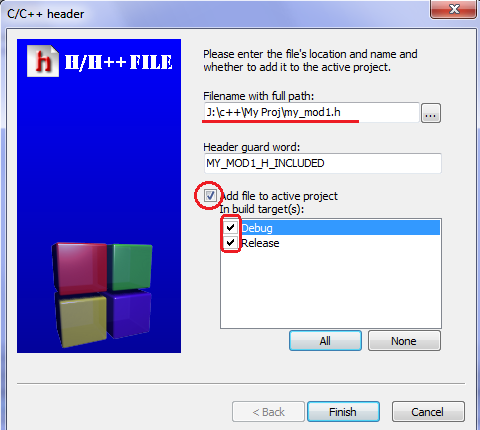 C/C++ header
h H/H++ FILE
Please enter the file's location and name and
whether to add it to the active project.
Filename with full path:
J:\c++\My Proj\my_mod1.h
...
Header guard word:
MY_MOD1_H_INCLUDED
Add file to active project
In build target(s):
Debug
Release
All
None
< Back
Finish
Cancel